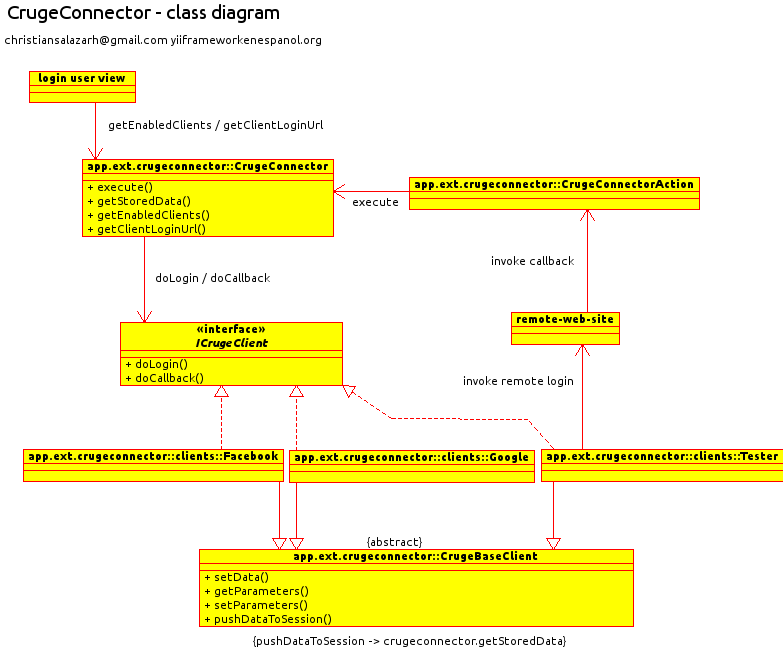 CrugeConnector - class diagram
christiansalazarh@gmail.com yiiframeworkenespanol.org
login user view
getEnabledClients / getClientLoginUrl
app.ext.crugeconnector::CrugeConnector
+ execute()
+ getStoredData()
+ getEnabledClients()
+ getClientLoginUrl()
execute
app.ext.crugeconnector::CrugeConnectorAction
invoke callback
doLogin / doCallback
remote-web-site
«interface»
ICrugeClient
+ doLogin()
+ doCallback()
invoke remote login
app.ext.crugeconnector::clients::Facebook
app.ext.crugeconnector::clients::Google
app.ext.crugeconnector::clients::Tester
{abstract}
app.ext.crugeconnector::CrugeBaseClient
+ setData()
+ getParameters()
+ setParameters()
+ pushDataToSession()
{pushDataToSession -> crugeconnector.getStoredData}